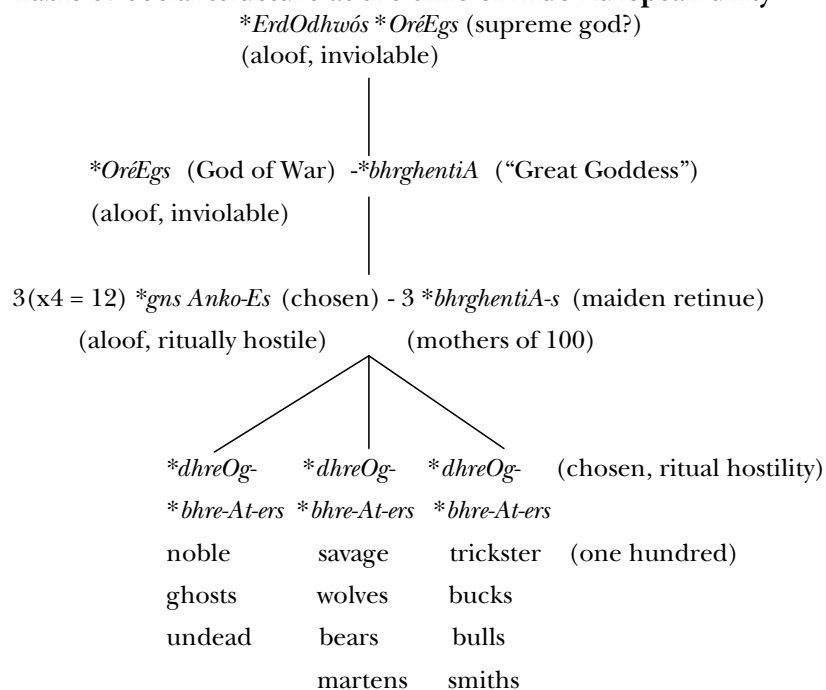 *ErdOdhwós *OréEgs (supreme god?)
(aloof, inviolable)
*OréEgs (God of War) -*bhrghentiA (“Great Goddess”)
(aloof, inviolable)
3(x4 = 12) *gns Anko-Es (chosen) - 3 *bhrghentiA-s (maiden retinue)
(aloof, ritually hostile) (mothers of 100)
*dhreOg- *dhreOg- *dhreOg- (chosen, ritual hostility)
*bhre-At-ers *bhre-At-ers *bhre-At-ers
noble savage trickster (one hundred)
ghosts wolves bucks
undead bears bulls
martens smiths